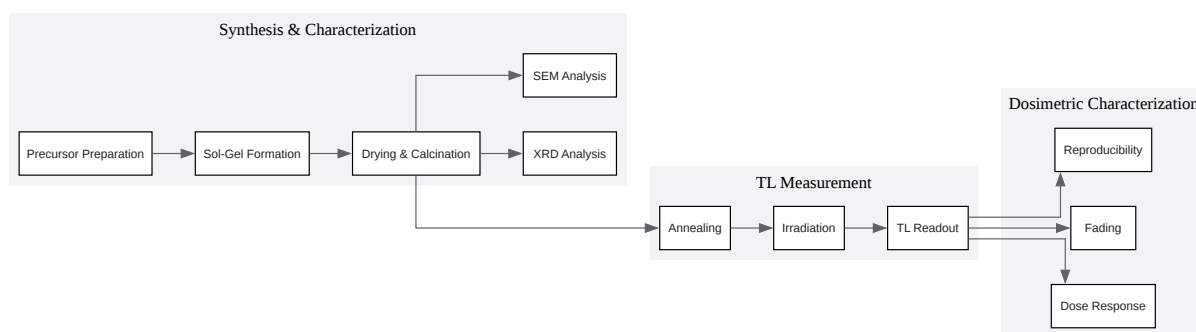 Synthesis & Characterization
SEM Analysis
Precursor Preparation
Sol-Gel Formation
Drying & Calcination
XRD Analysis
TL Measurement
Annealing
Irradiation
TL Readout
Dosimetric Characterization
Reproducibility
Fading
Dose Response